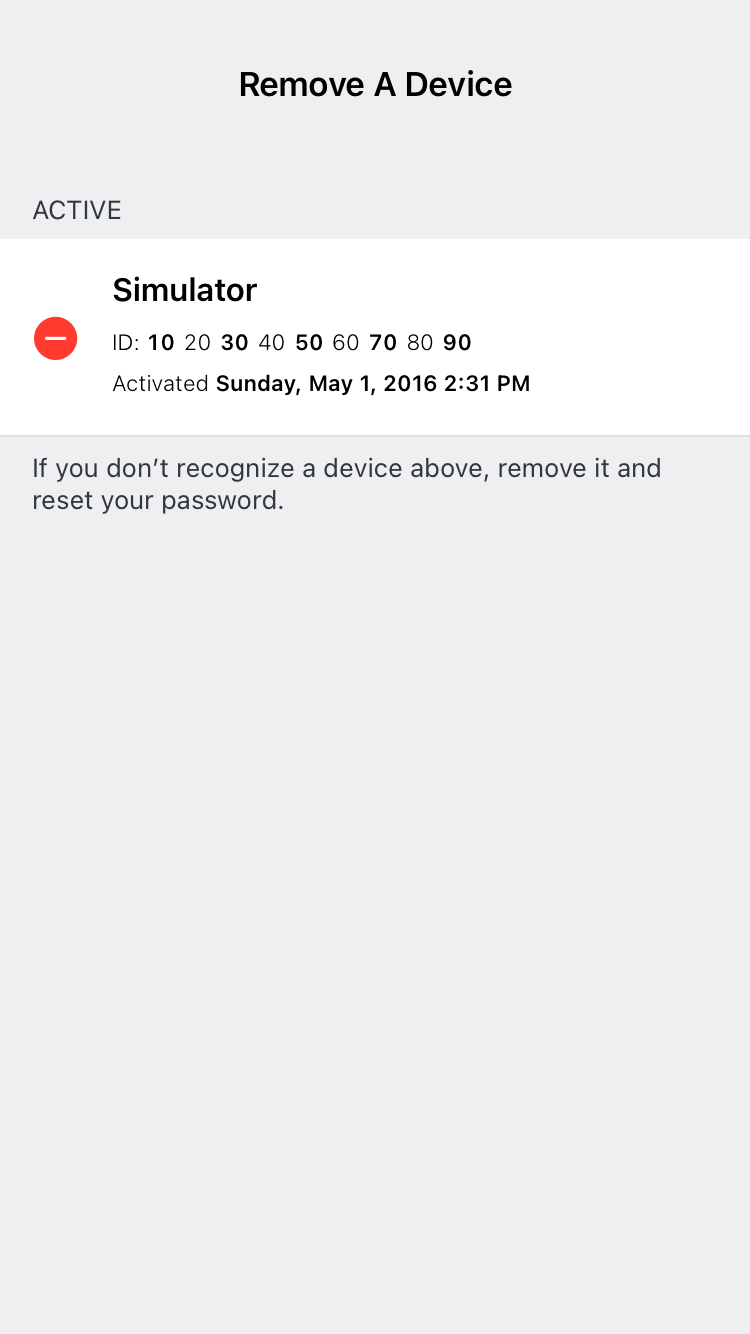 Remove A Device
ACTIVE
Simulator
ID: 10 20 30 40 50 60 70 80 90
Activated Sunday, May 1, 2016 2:31 PM
If you don’t recognize a device above, remove it and
reset your password.